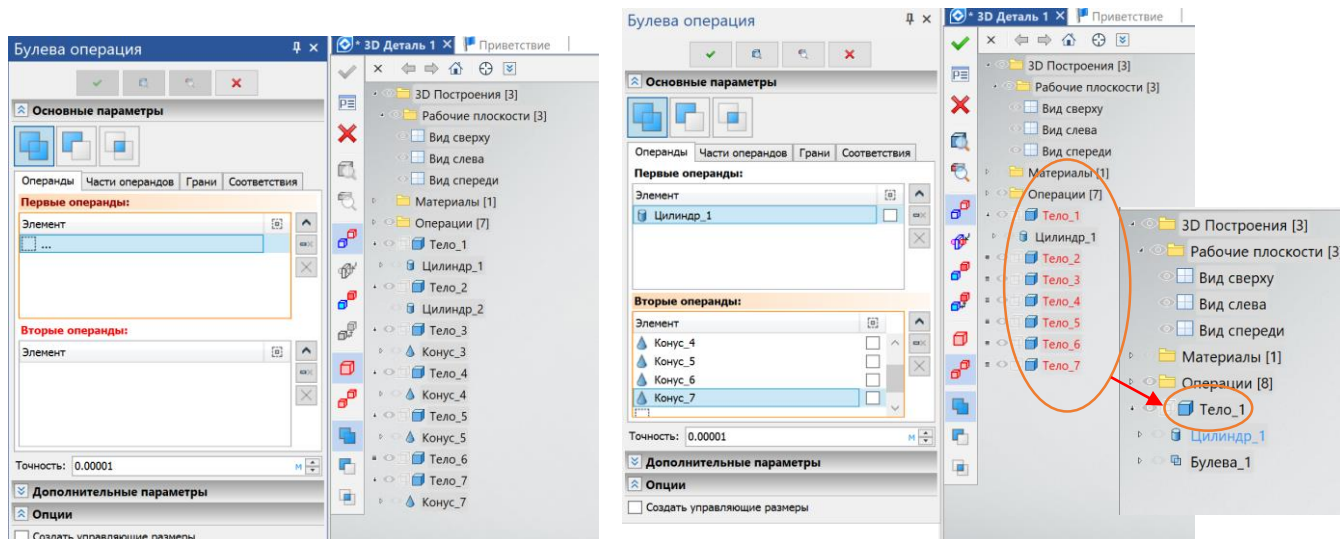 Булева операция
Основные параметры
Операнды Части операндов Грани Соответствия
Первые операнды:
Элемент
...
Вторые операнды:
Элемент
Точность: 0.00001 м
Дополнительные параметры
Опции
Создать управляющие размеры
* 3D Деталь 1 Приветствие
3D Построения [3]
Рабочие плоскости [3]
Вид сверху
Вид слева
Вид спереди
Материалы [1]
Операции [7]
Тело_1
Цилиндр_1
Тело_2
Цилиндр_2
Тело_3
Конус_3
Тело_4
Конус_4
Тело_5
Конус_5
Тело_6
Тело_7
Конус_7
Булева операция
Основные параметры
Операнды Части операндов Грани Соответствия
Первые операнды:
Элемент
Цилиндр_1
Вторые операнды:
Элемент
Конус_4
Конус_5
Конус_6
Конус_7
Точность: 0.00001 м
Дополнительные параметры
Опции
Создать управляющие размеры
* 3D Деталь 1 Приветствие
3D Построения [3]
Рабочие плоскости [3]
Вид сверху
Вид слева
Вид спереди
Материалы [1]
Операции [7]
Тело_1
Цилиндр_1
Тело_2
Тело_3
Тело_4
Тело_5
Тело_6
Тело_7
3D Построения [3]
Рабочие плоскости [3
Вид сверху
Вид слева
Вид спереди
Материалы [1]
Операции [8]
Тело_1
Цилиндр_1
Булева_1